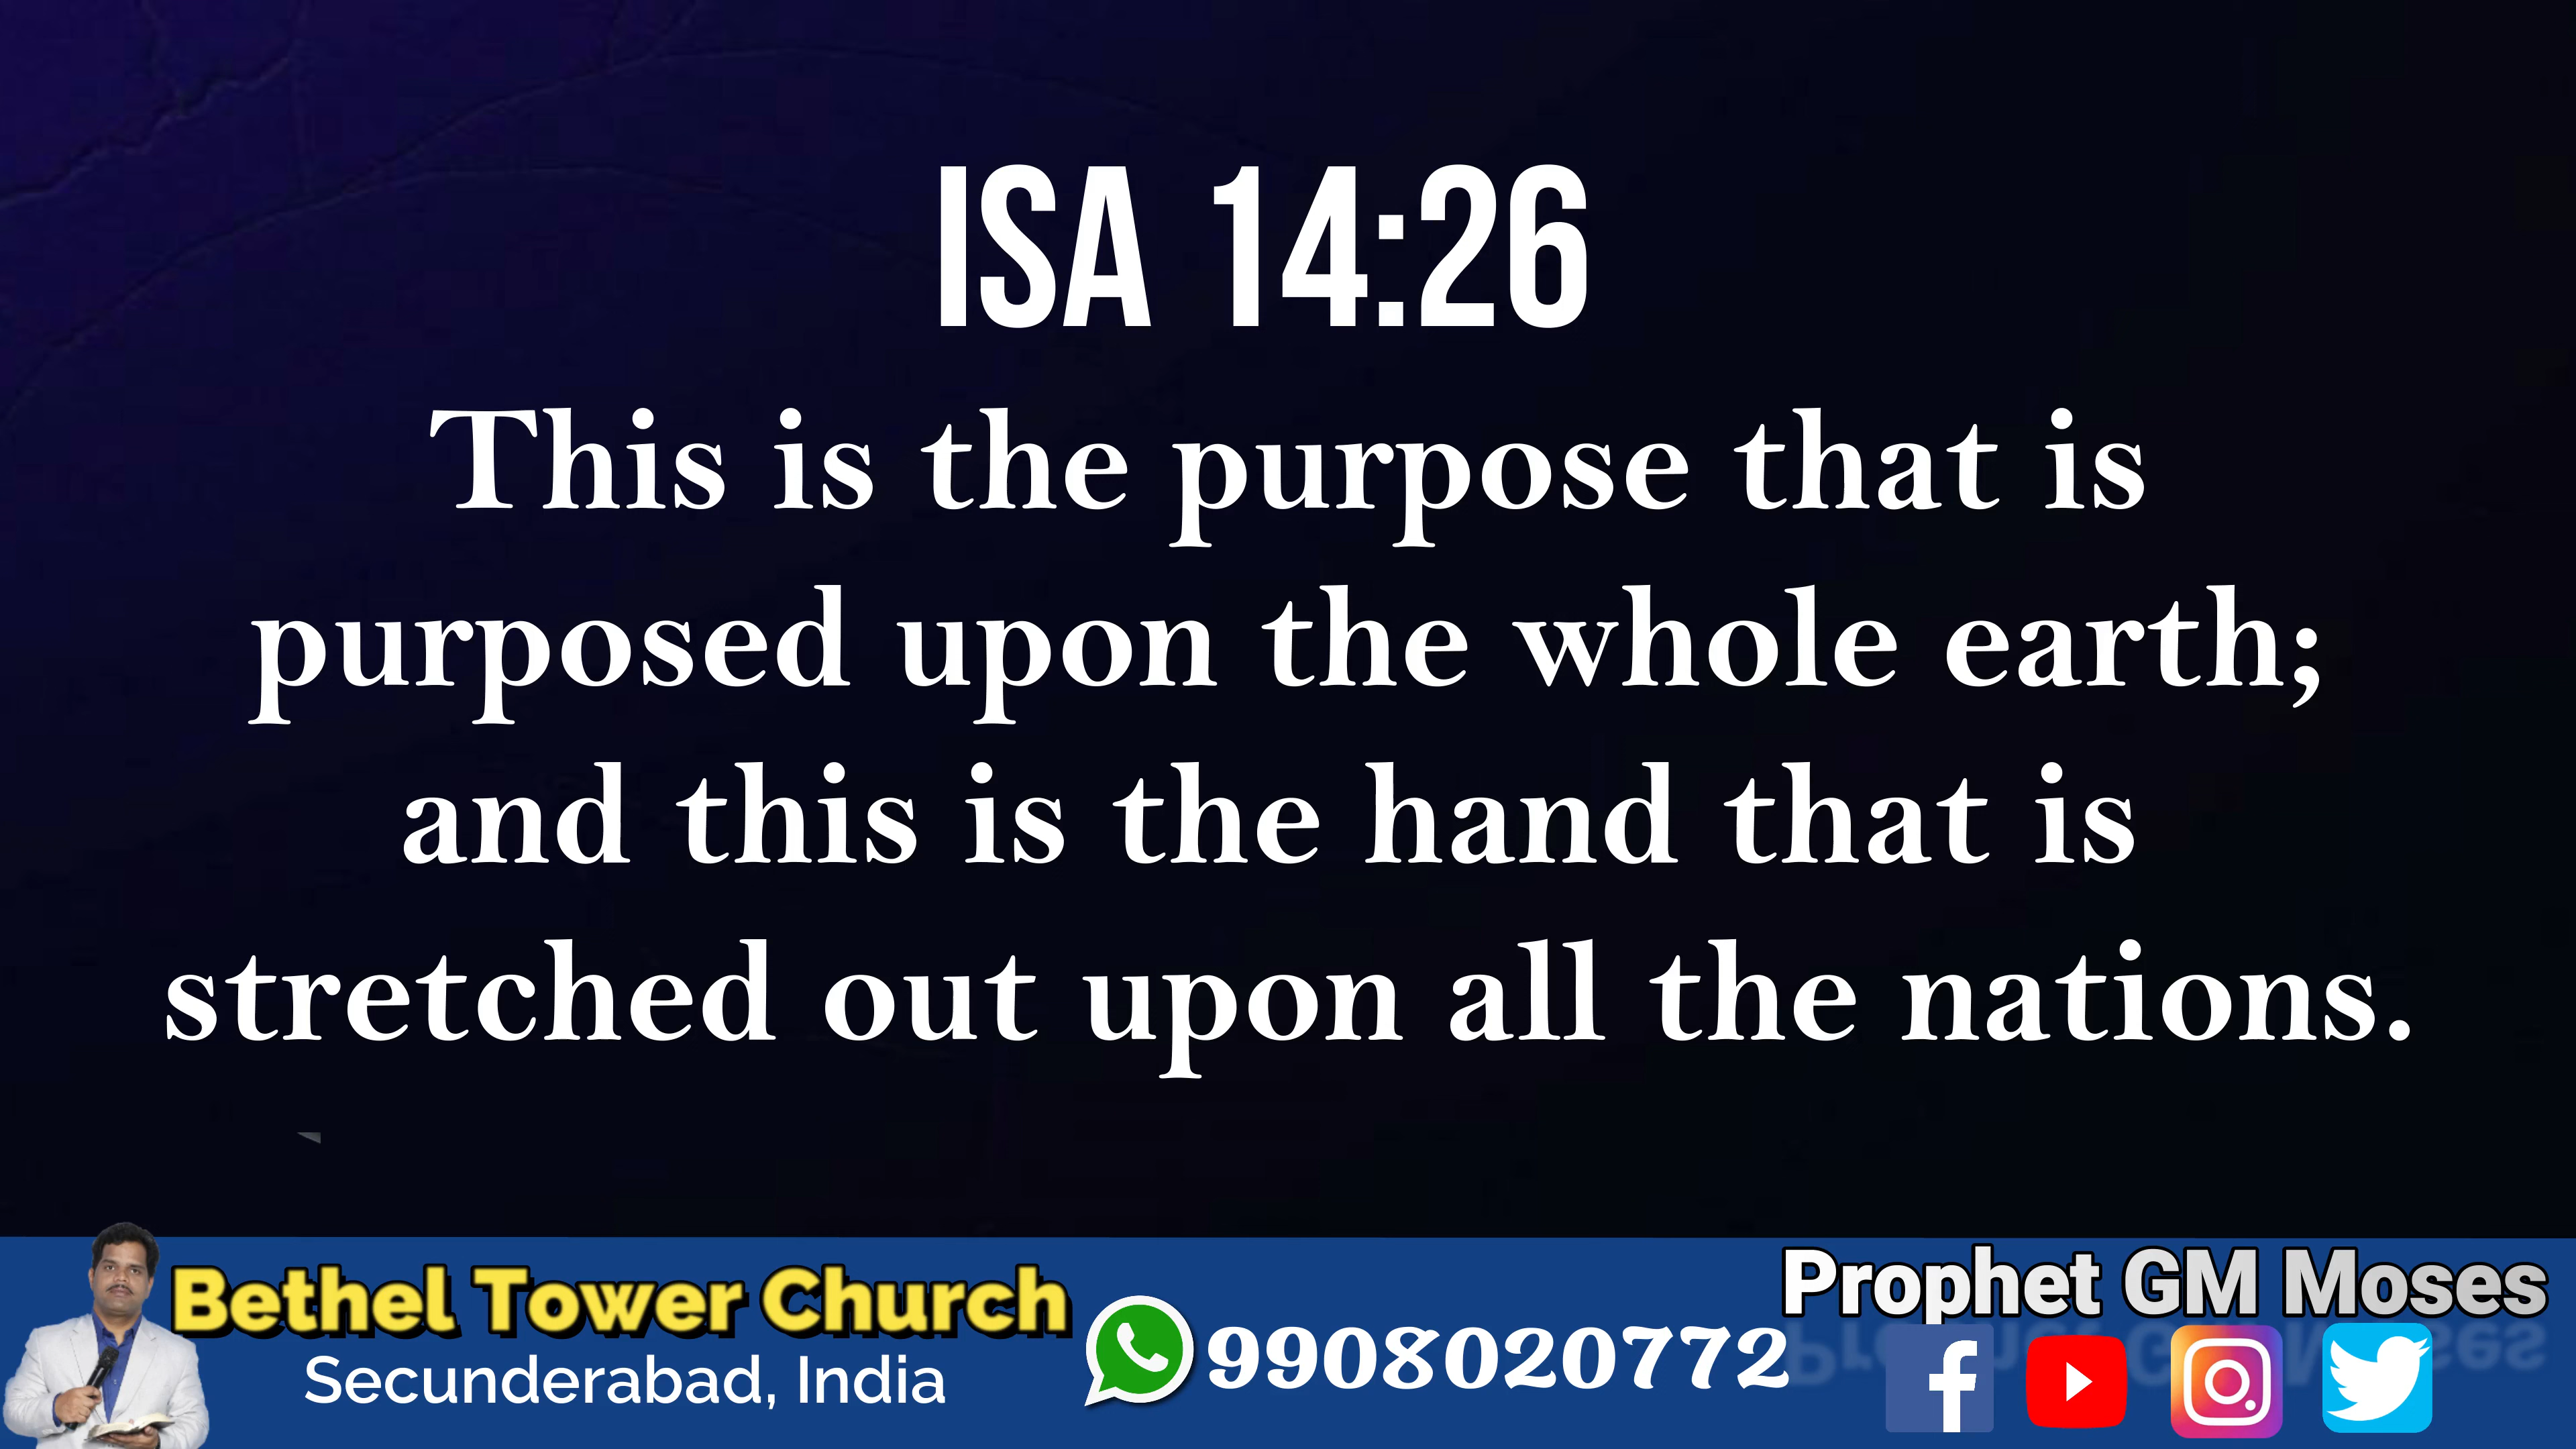 ISA 14:26
This is the purpose that is
purposed upon the whole earth;
and this is the hand that is
stretched out upon all the nations.
Bethel Tower Church
Secunderabad, India
9908020772
Prophet GM Moses